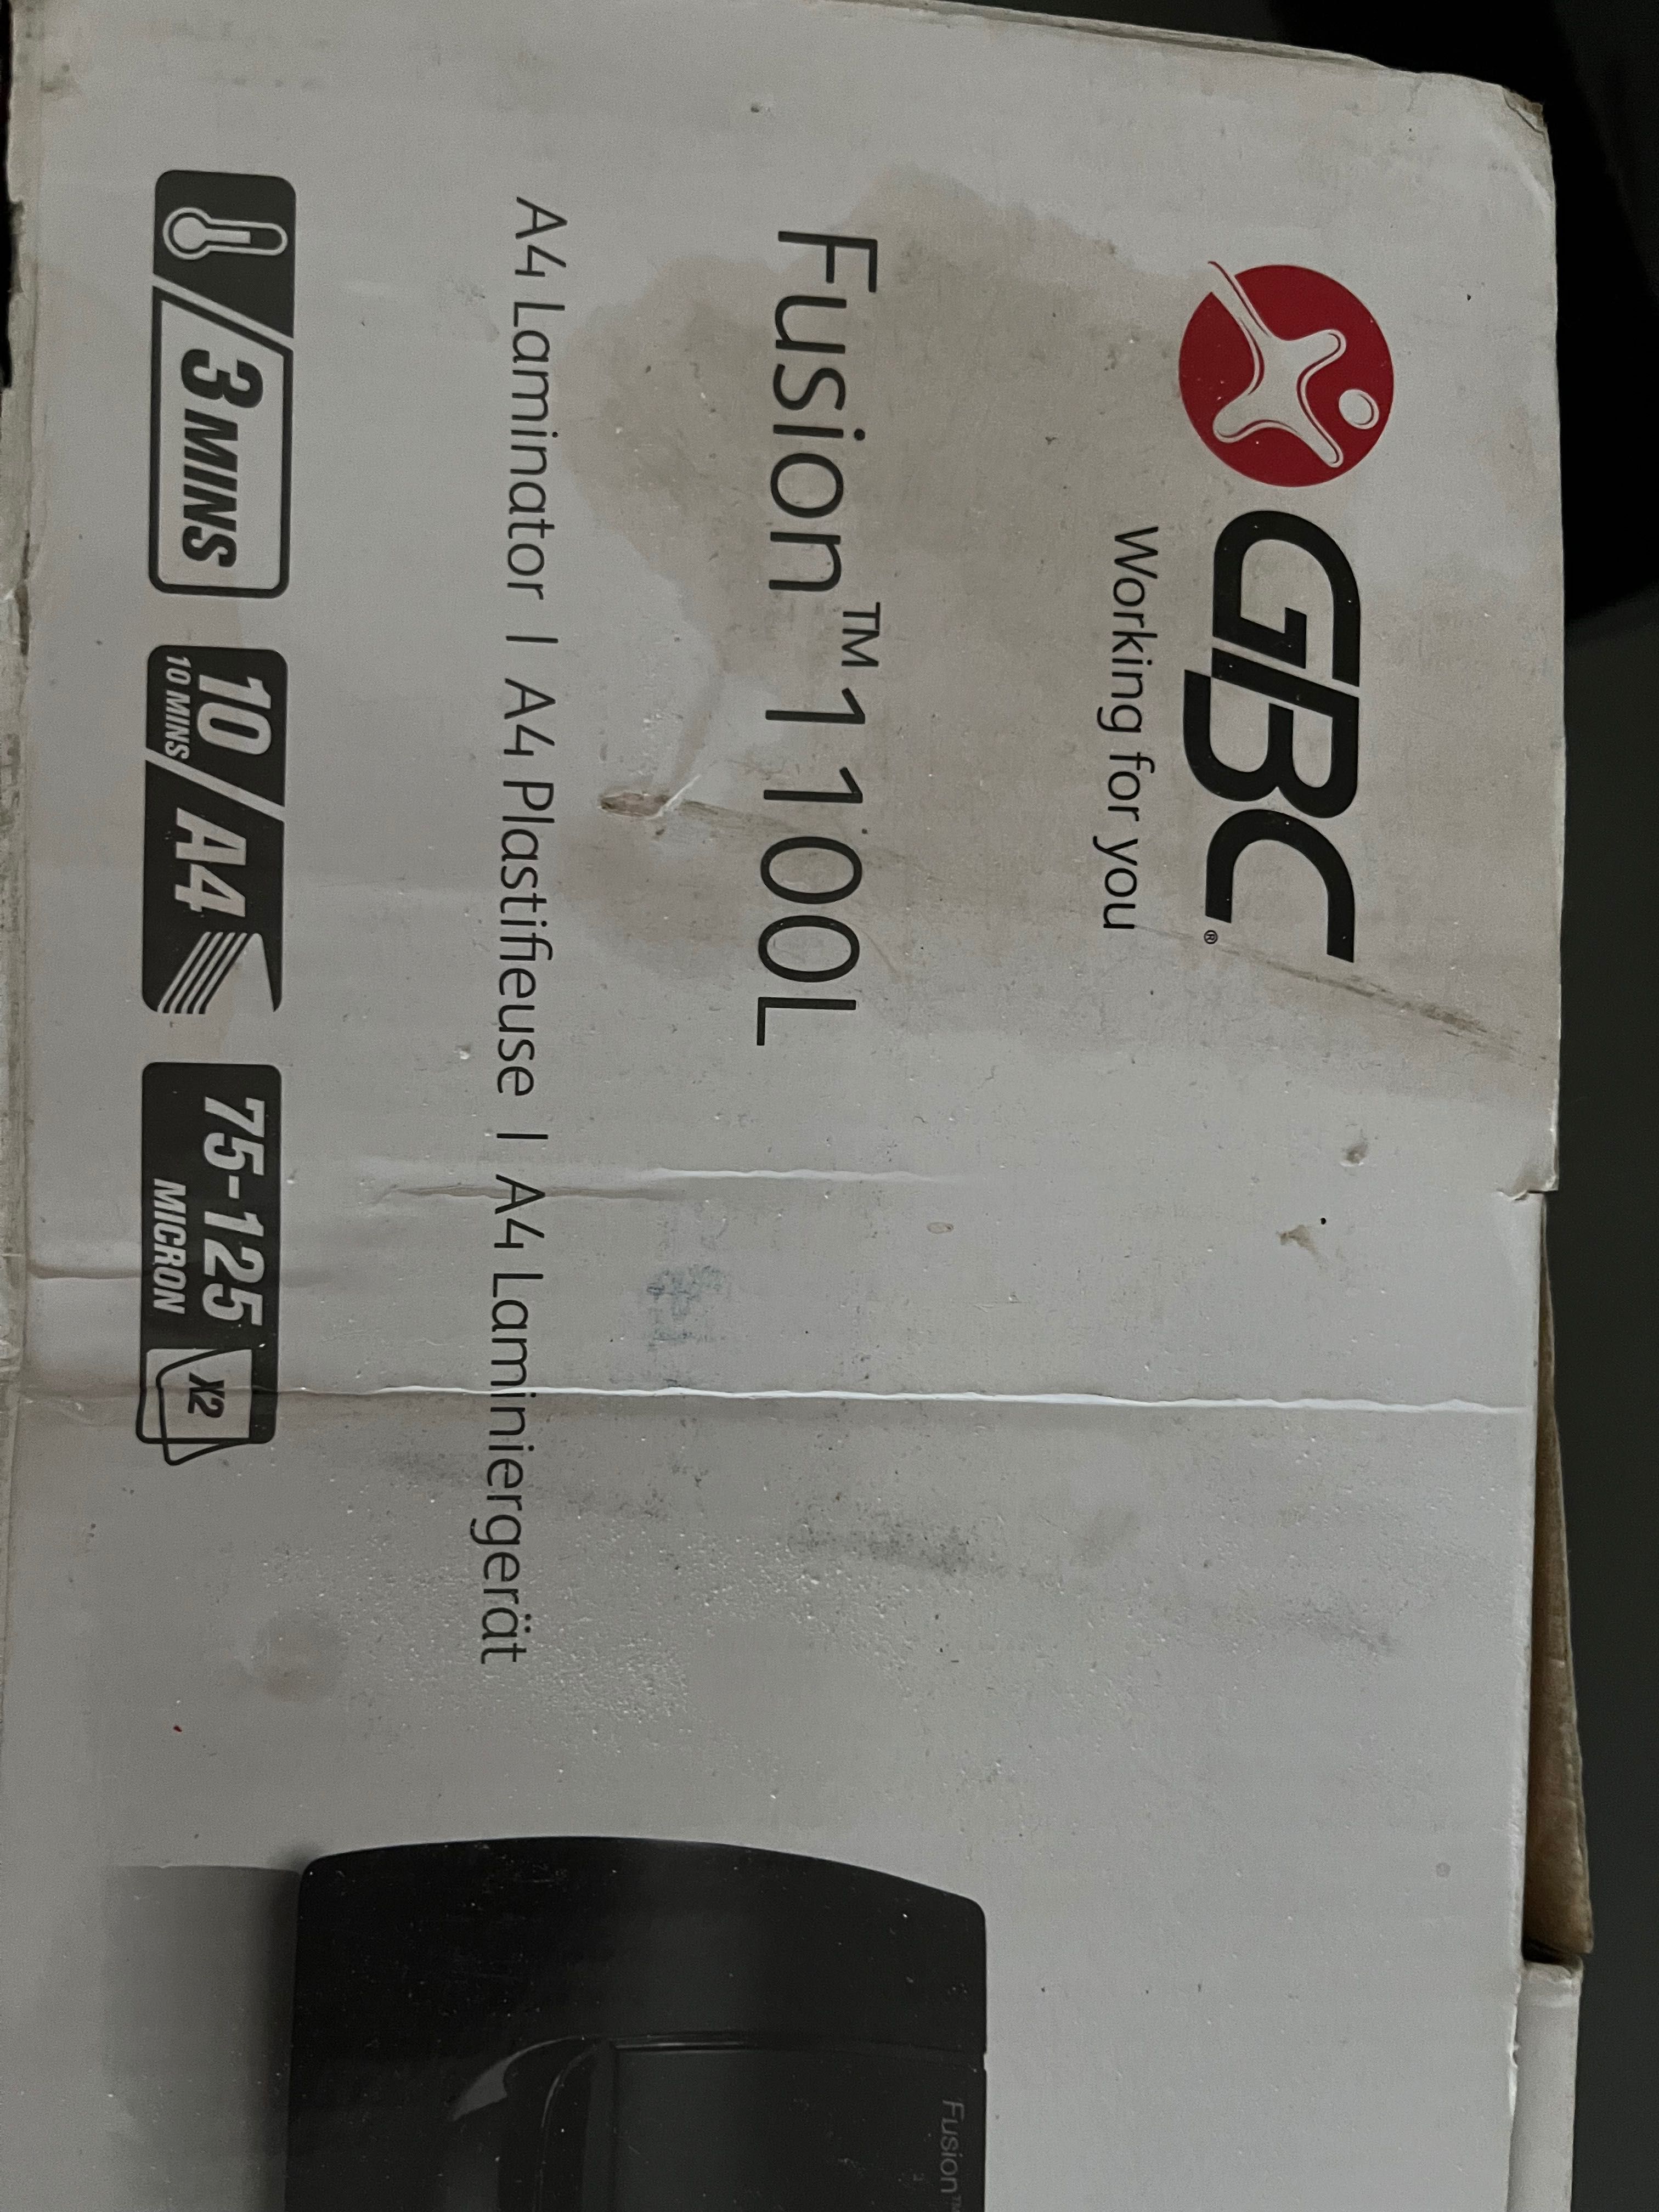 GBC®
Working for you
Fusion™ 1100L
A4 Laminator | A4 Plastifieuse | A4 Laminiergerät
3 MINS
10
10 MINS
A4
75-125
MICRON
X2
Fusion™